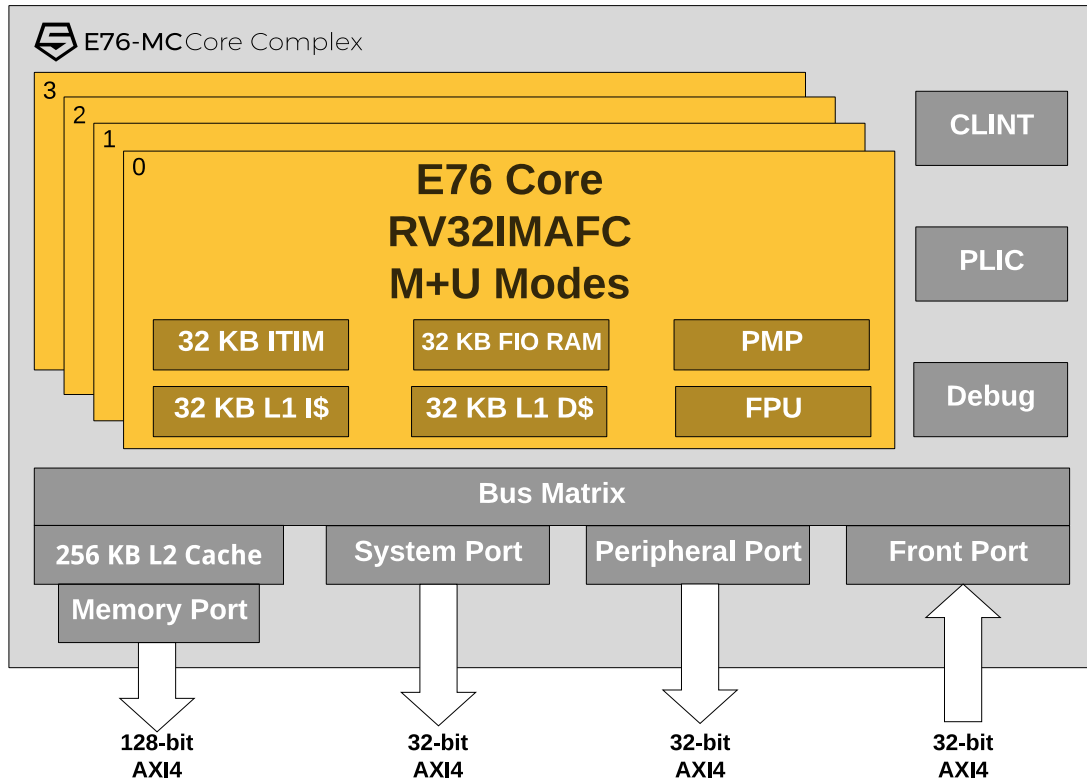 E76-MC Core Complex
3
2
1
0
E76 Core
RV32IMAFC
M+U Modes
32 KB ITIM
32 KB FIO RAM
PMP
32 KB L1 I$
32 KB L1 D$
FPU
CLINT
PLIC
Debug
Bus Matrix
256 KB L2 Cache
System Port
Peripheral Port
Front Port
Memory Port
128-bit
AXI4
32-bit
AXI4
32-bit
AXI4
32-bit
AXI4